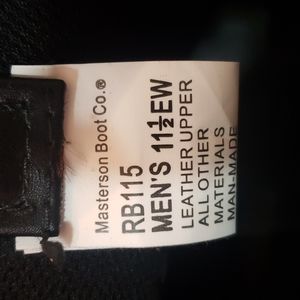 Masterson Boot Co.®
RB115
MEN'S 11½EW
LEATHER UPPER
ALL OTHER
MATERIALS
MAN-MADE